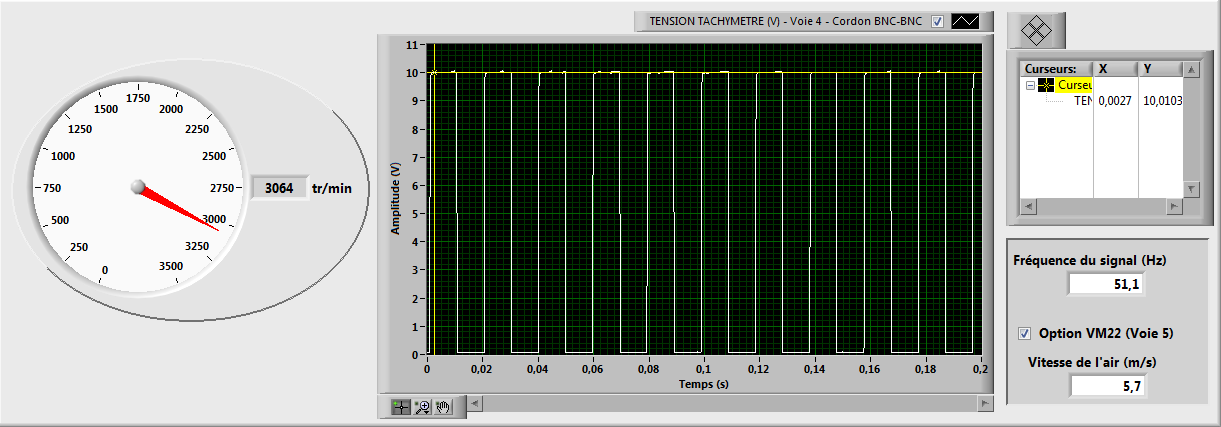 TENSION TACHYMETRE (V) - Voie 4 - Cordon BNC-BNC
0
250
500
750
1000
1250
1500
1750
2000
2250
2500
2750
3000
3250
3500
3064 tr/min
Amplitude (V)
11
10
9
8
7
6
5
4
3
2
1
0
0 0,02 0,04 0,06 0,08 0,1 0,12 0,14 0,16 0,18 0,2
Temps (s)
Curseurs: X Y
Curseu
TEN 0,0027 10,0103
Fréquence du signal (Hz)
51,1
Option VM22 (Voie 5)
Vitesse de l'air (m/s)
5,7